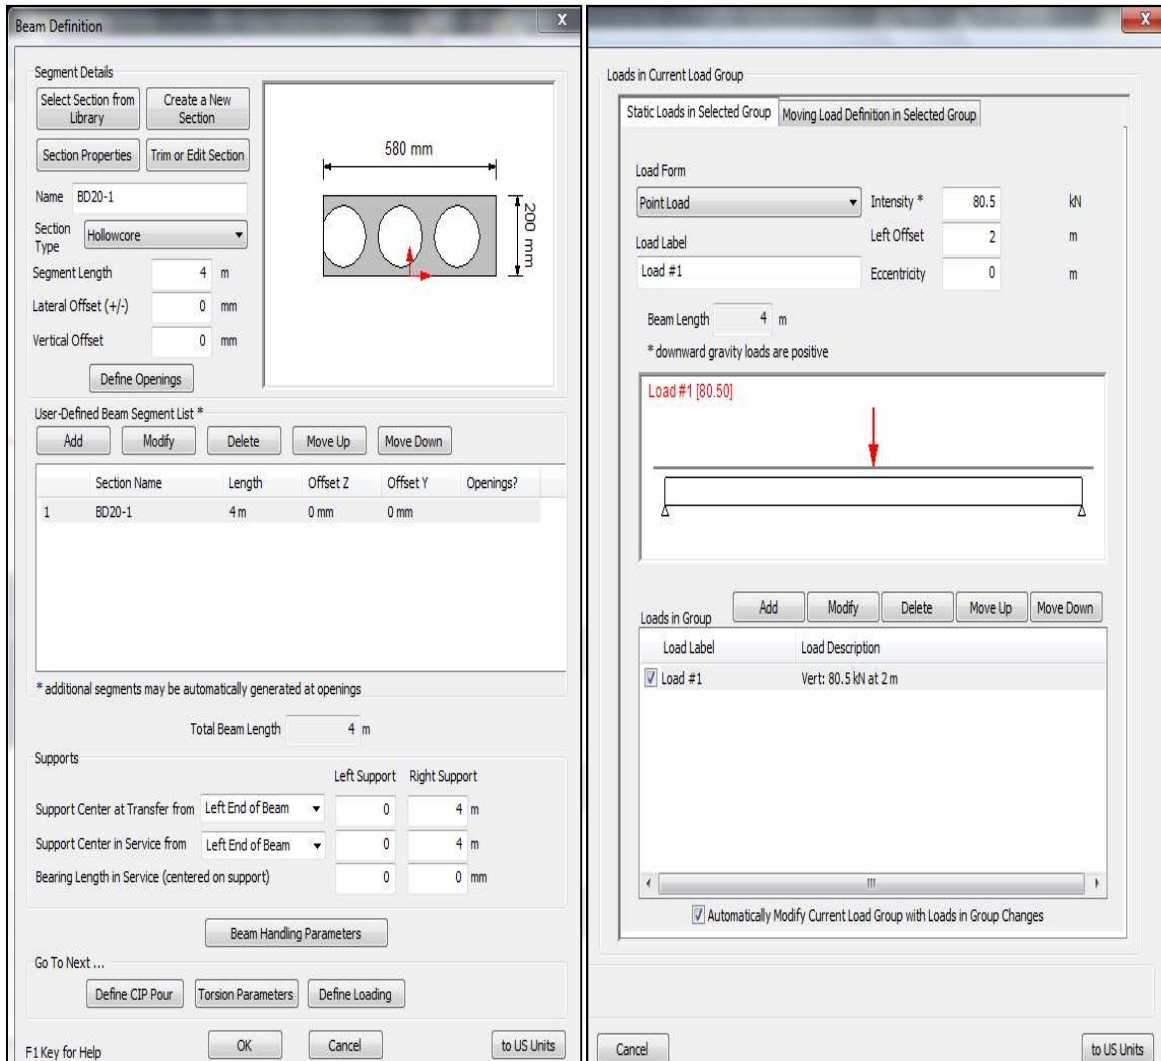 Beam Definition
X
Segment Details
Select Section from Library
Create a New Section
Section Properties
Trim or Edit Section
Name BD20-1
Section Type Hollowcore
Segment Length 4 m
Lateral Offset (+/-) 0 mm
Vertical Offset 0 mm
Define Openings
580 mm
200 mm
User-Defined Beam Segment List *
Add Modify Delete Move Up Move Down
Section Name Length Offset Z Offset Y Openings?
1 BD20-1 4 m 0 mm 0 mm
* additional segments may be automatically generated at openings
Total Beam Length 4 m
Supports
Left Support Right Support
Support Center at Transfer from Left End of Beam 0 4 m
Support Center in Service from Left End of Beam 0 4 m
Bearing Length in Service (centered on support) 0 0 mm
Beam Handling Parameters
Go To Next ...
Define CIP Pour Torsion Parameters Define Loading
F1 Key for Help OK Cancel to US Units
X
Loads in Current Load Group
Static Loads in Selected Group Moving Load Definition in Selected Group
Load Form
Point Load
Intensity * 80.5 kN
Left Offset 2 m
Load Label
Load #1
Eccentricity 0 m
Beam Length 4 m
* downward gravity loads are positive
Load #1 [80.50]
Add Modify Delete Move Up Move Down
Loads in Group
Load Label Load Description
Load #1 Vert: 80.5 kN at 2 m
Automatically Modify Current Load Group with Loads in Group Changes
Cancel to US Units